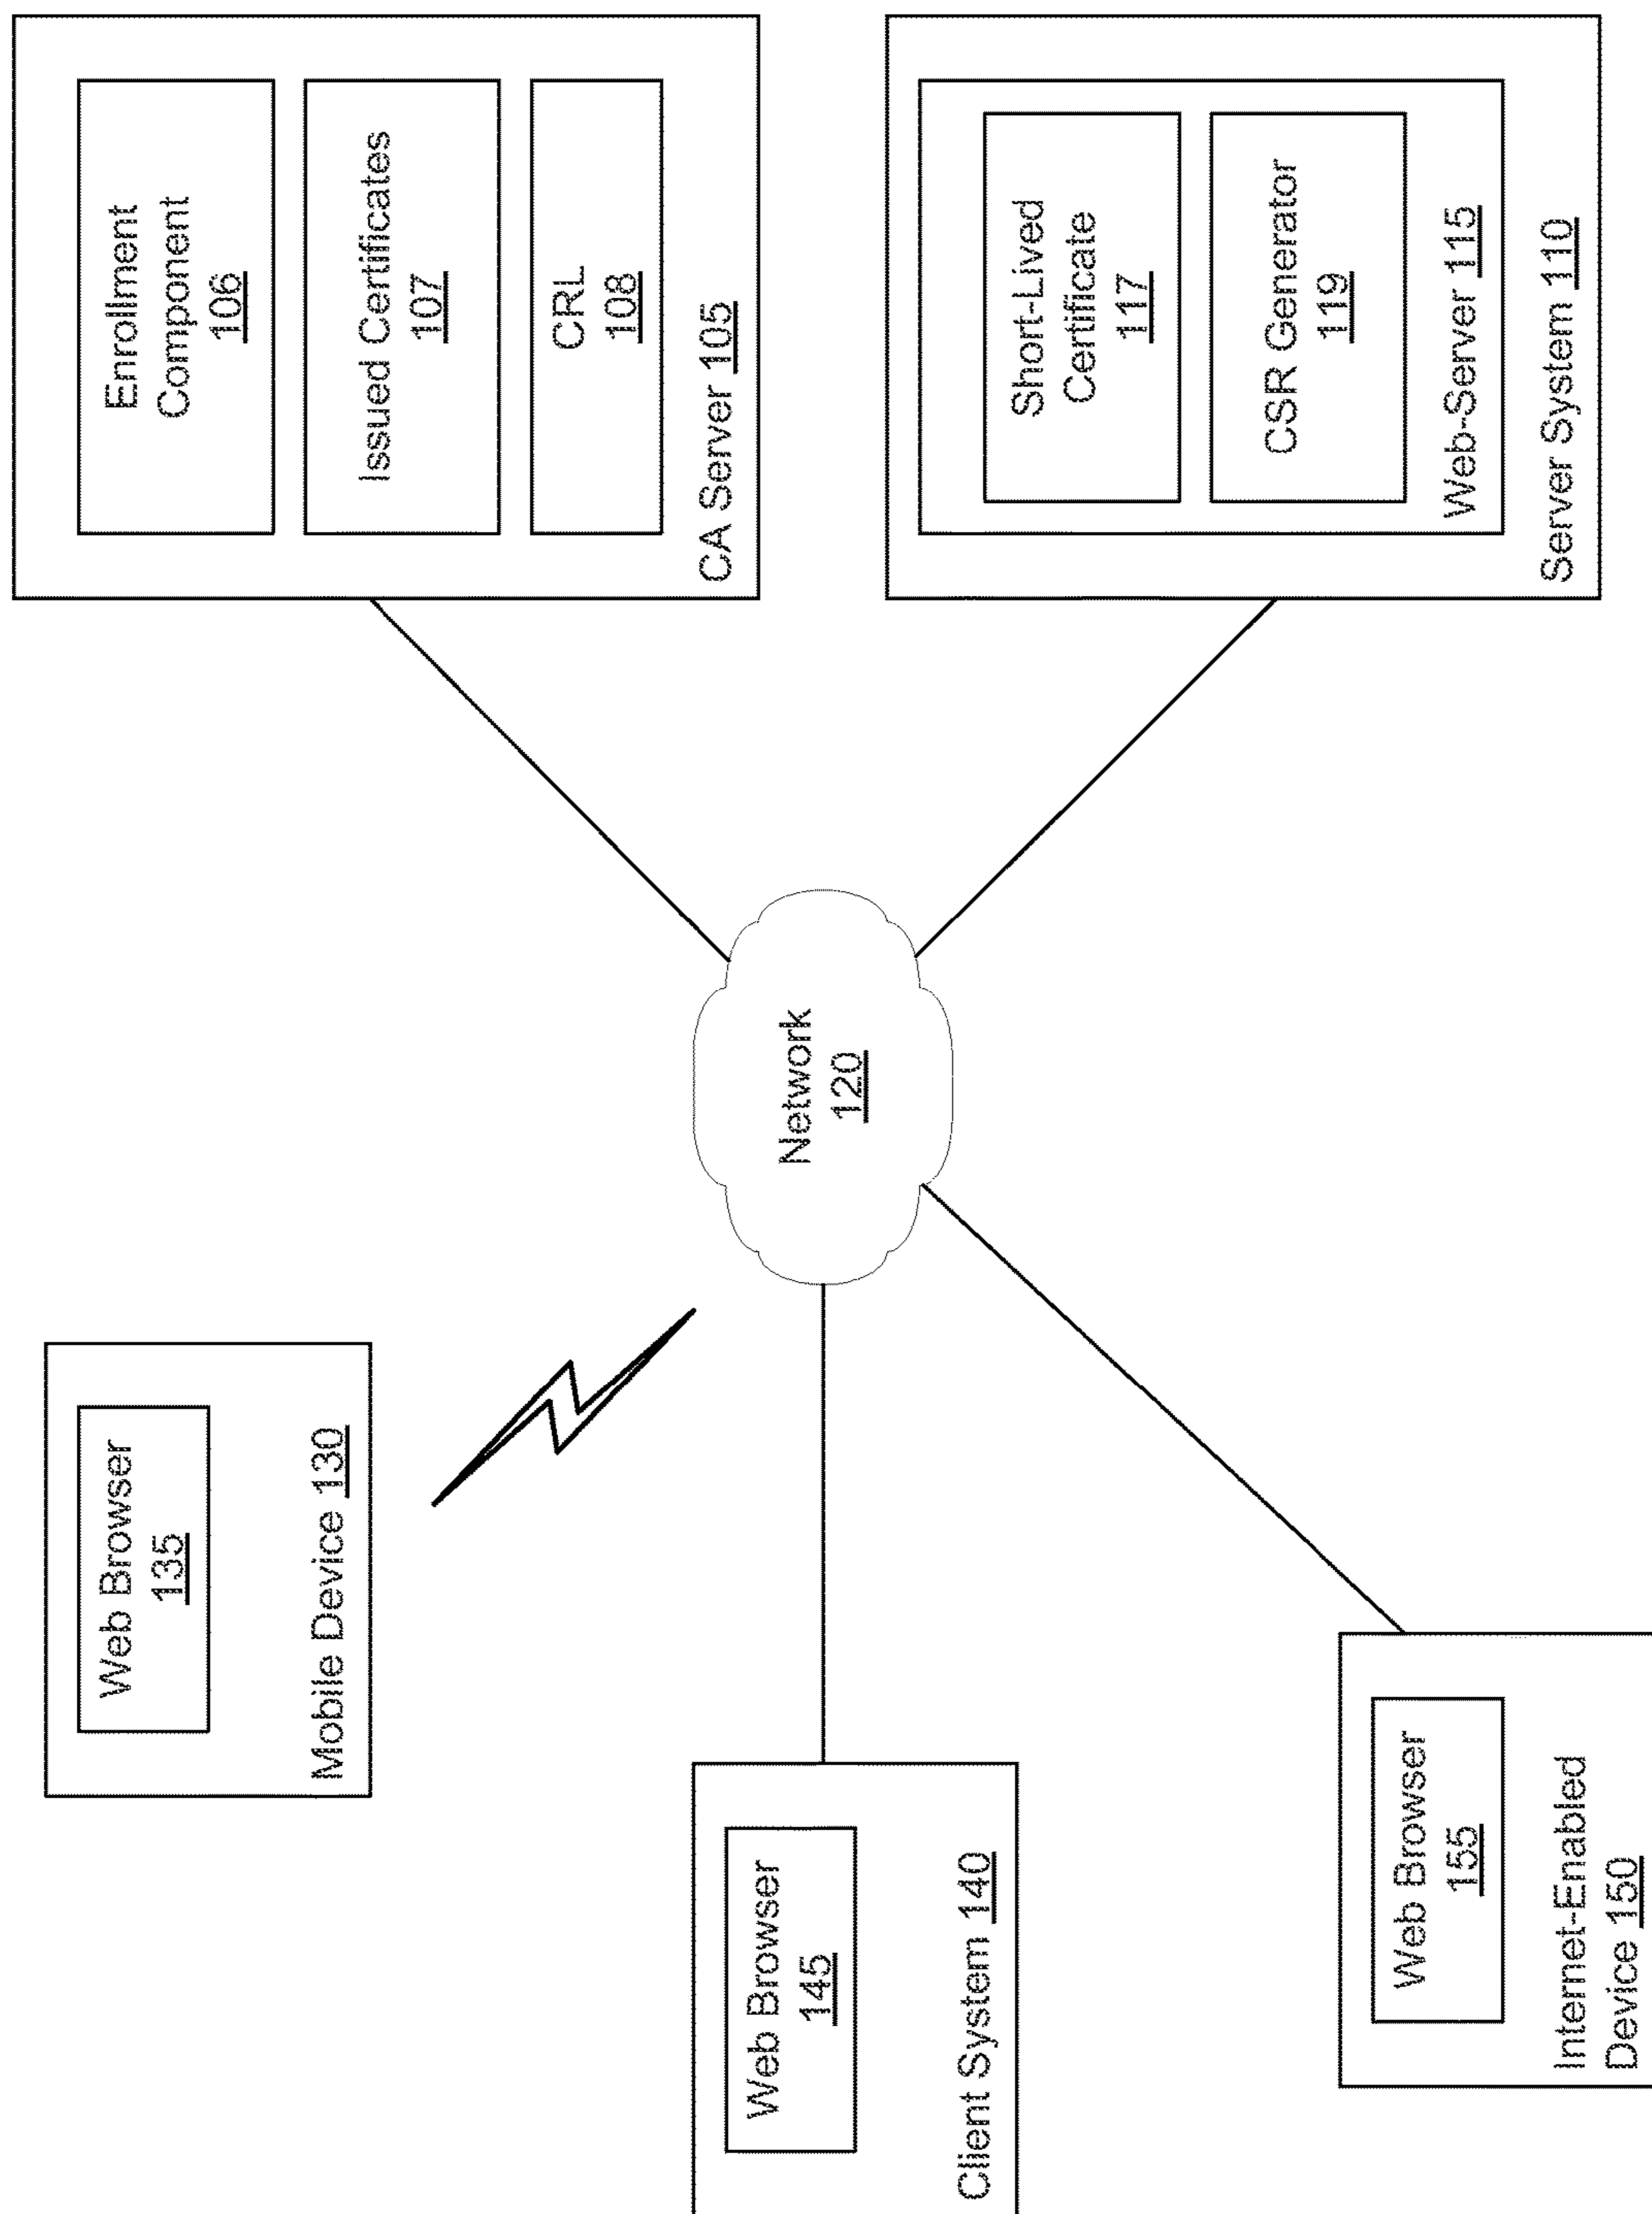 Web Browser
135
Mobile Device 130
Web Browser
145
Client System 140
Web Browser
155
Internet-Enabled
Device 150
Network
120
Enrollment
Component
106
Issued Certificates
107
CRL
108
CA Server 105
Short-Lived
Certificate
117
CSR Generator
119
Web-Server 115
Server System 110